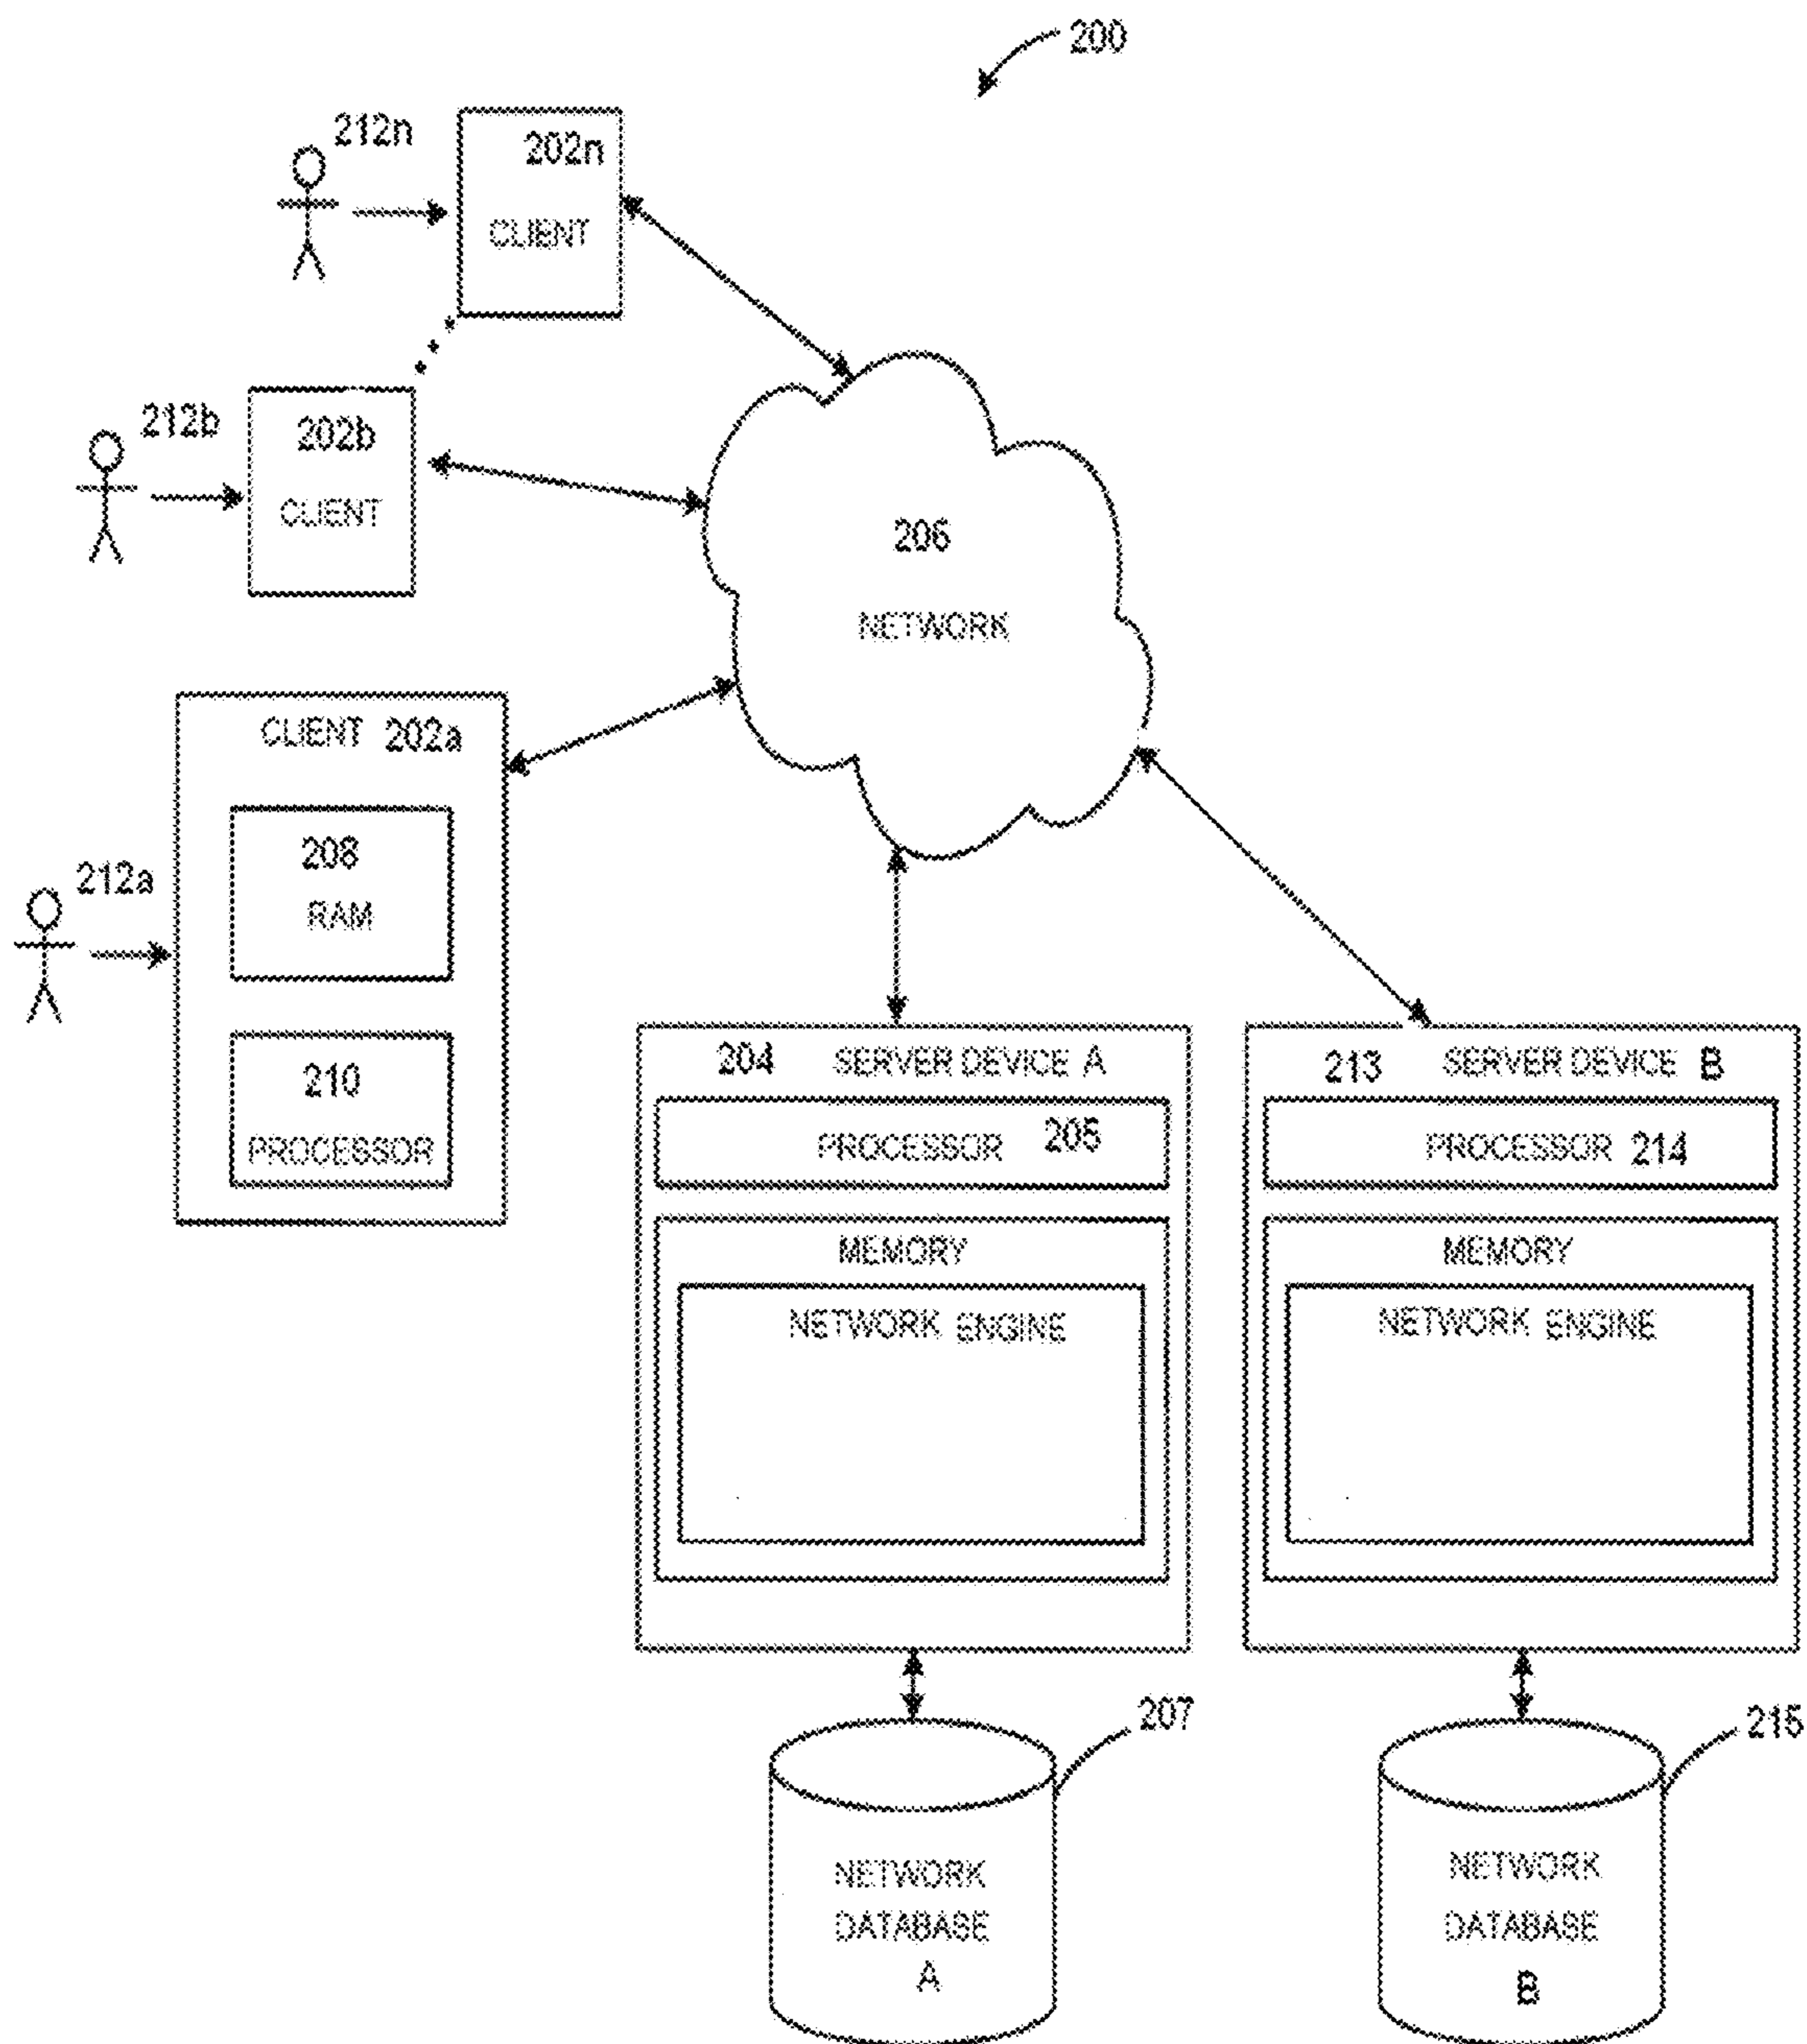 200
212n
202n
CLIENT
212b
202b
CLIENT
206
NETWORK
CLIENT 202a
208
RAM
212a
210
PROCESSOR
204 SERVER DEVICE A
PROCESSOR 205
MEMORY
NETWORK ENGINE
213 SERVER DEVICE B
PROCESSOR 214
MEMORY
NETWORK ENGINE
207
NETWORK
DATABASE
A
215
NETWORK
DATABASE
B